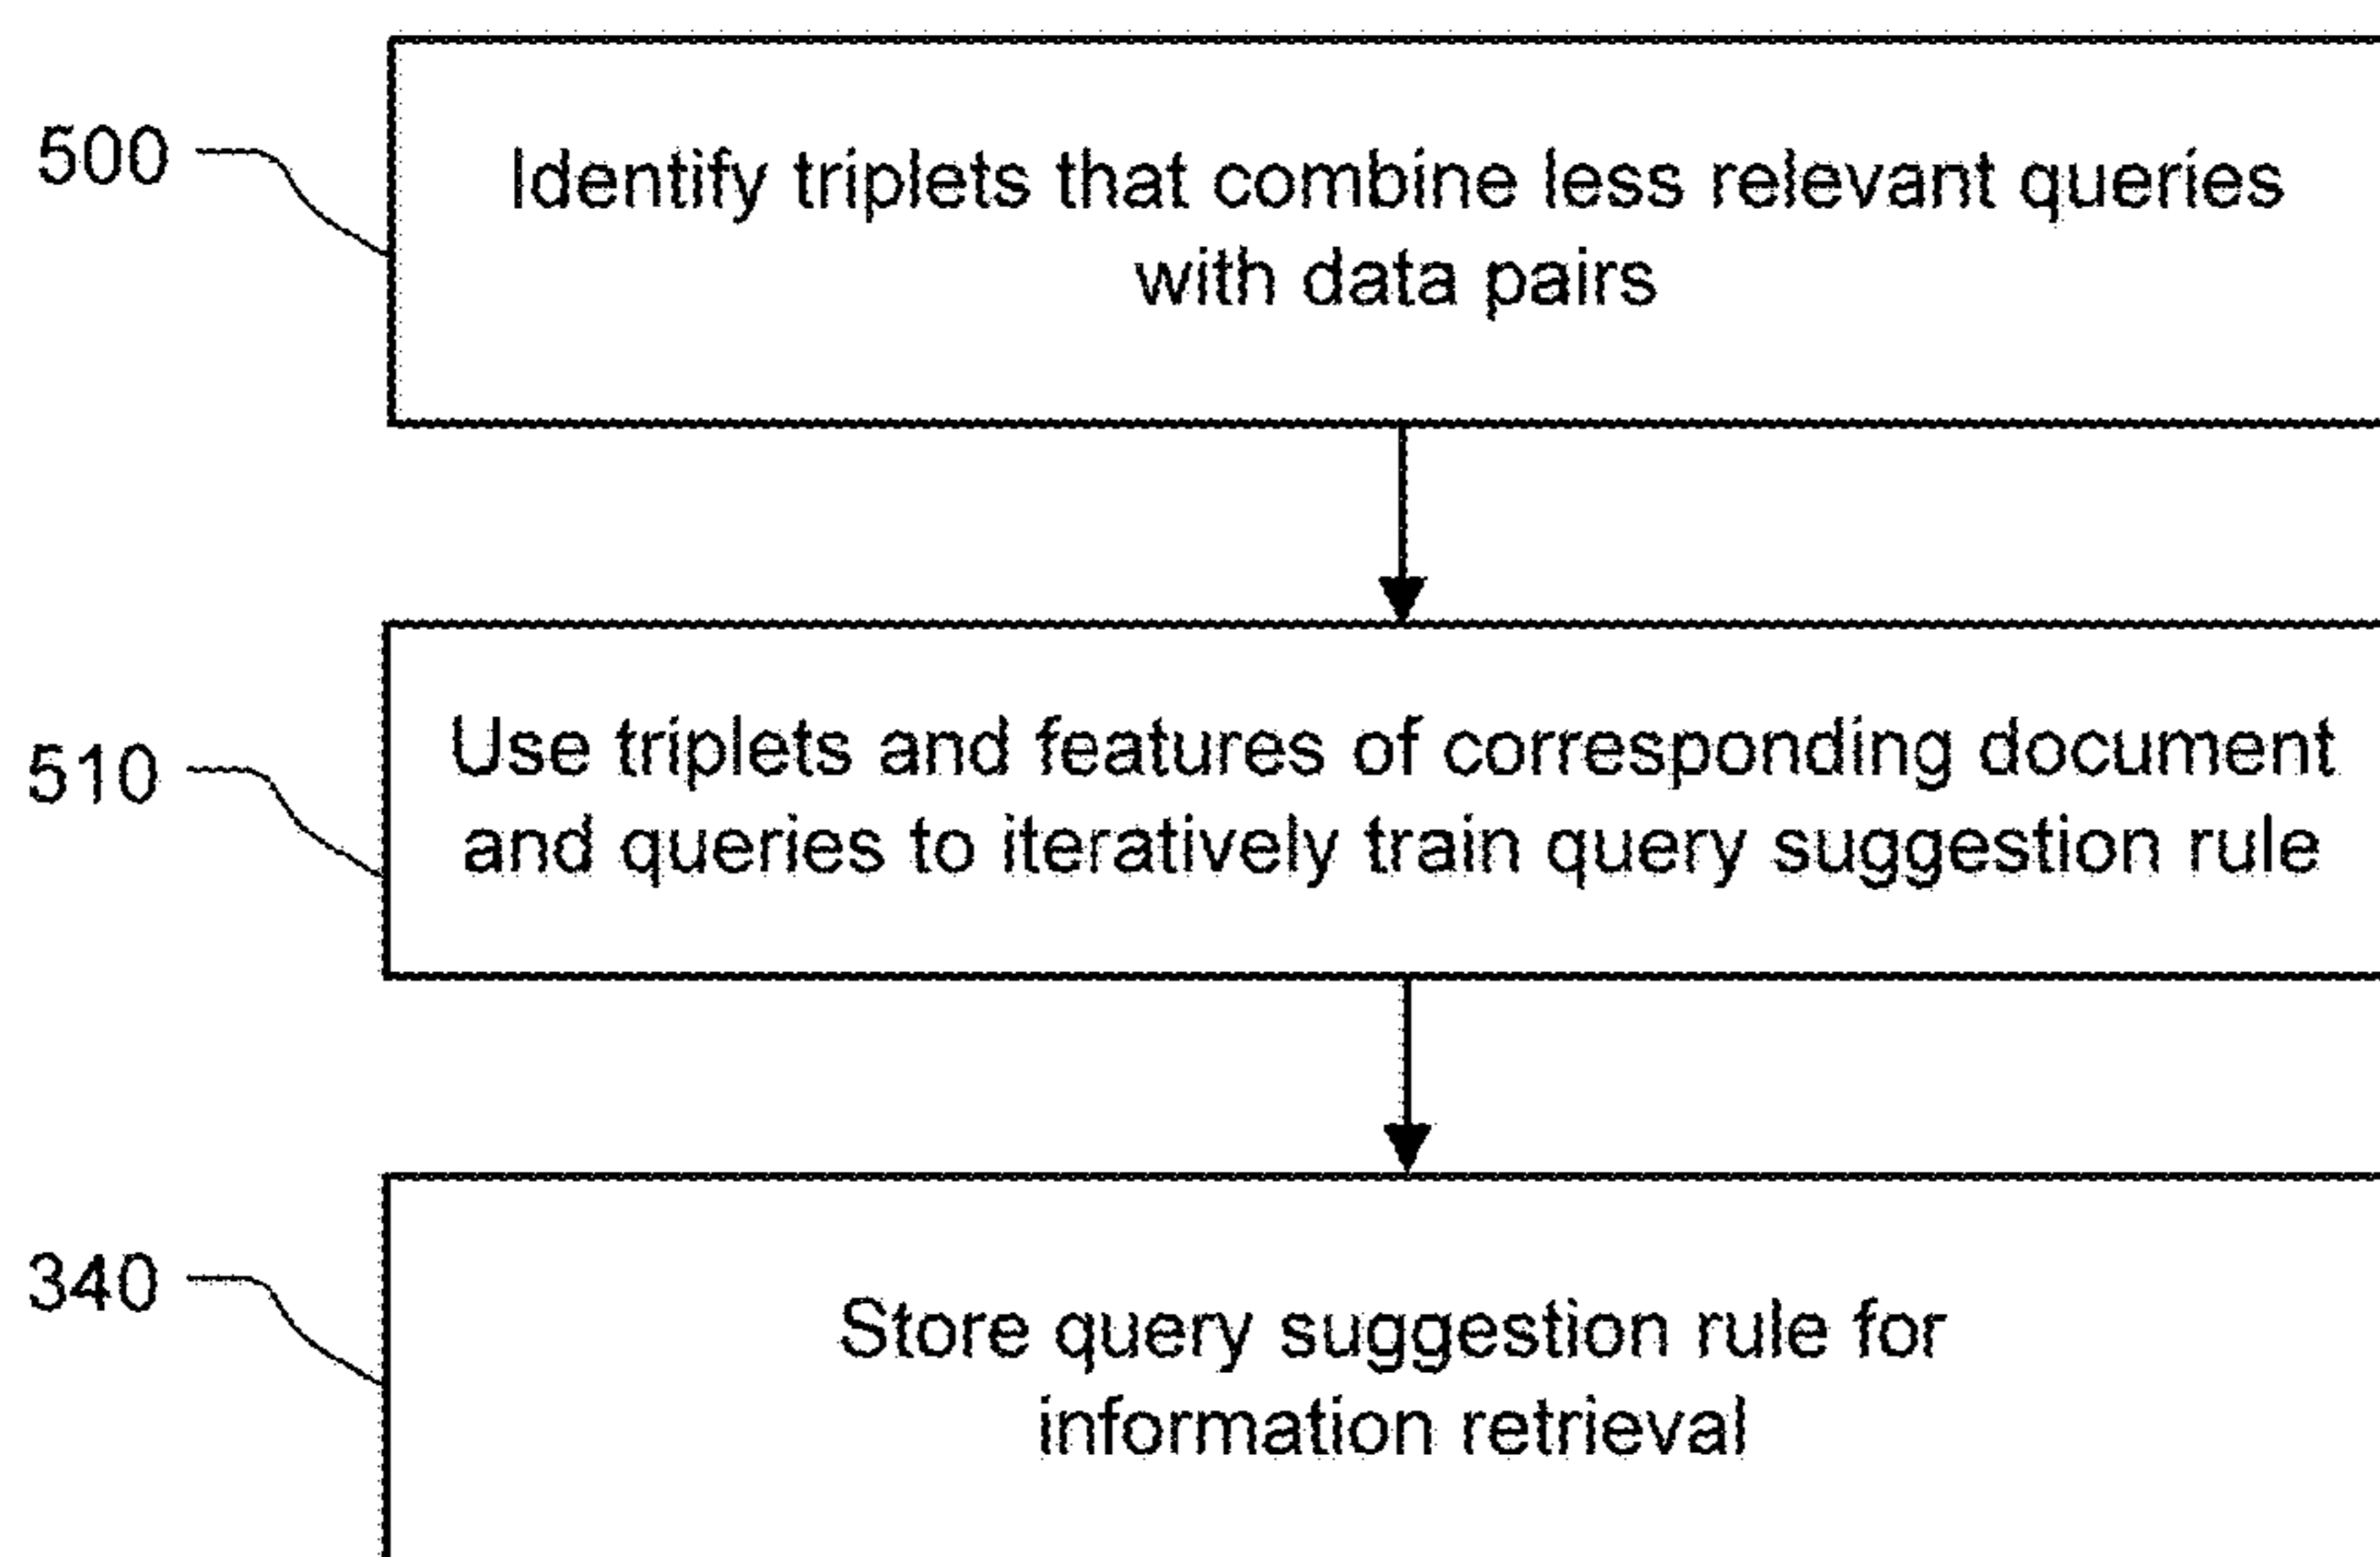 500
Identify triplets that combine less relevant queries
with data pairs
510
Use triplets and features of corresponding document
and queries to iteratively train query suggestion rule
340
Store query suggestion rule for
information retrieval